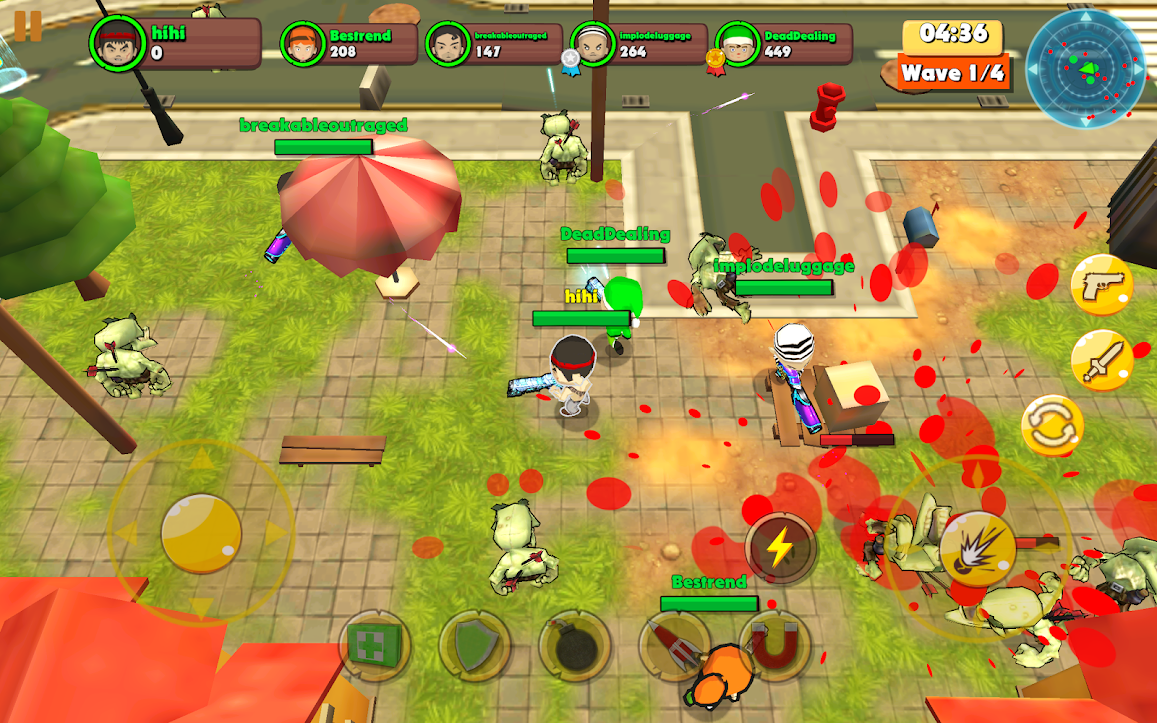 hihi
0
Bestrend
208
breakableoutraged
147
implodeluggage
264
DeadDealing
449
04:36
Wave 1/4
breakableoutraged
DeadDealing
implodeluggage
hihi
Bestrend